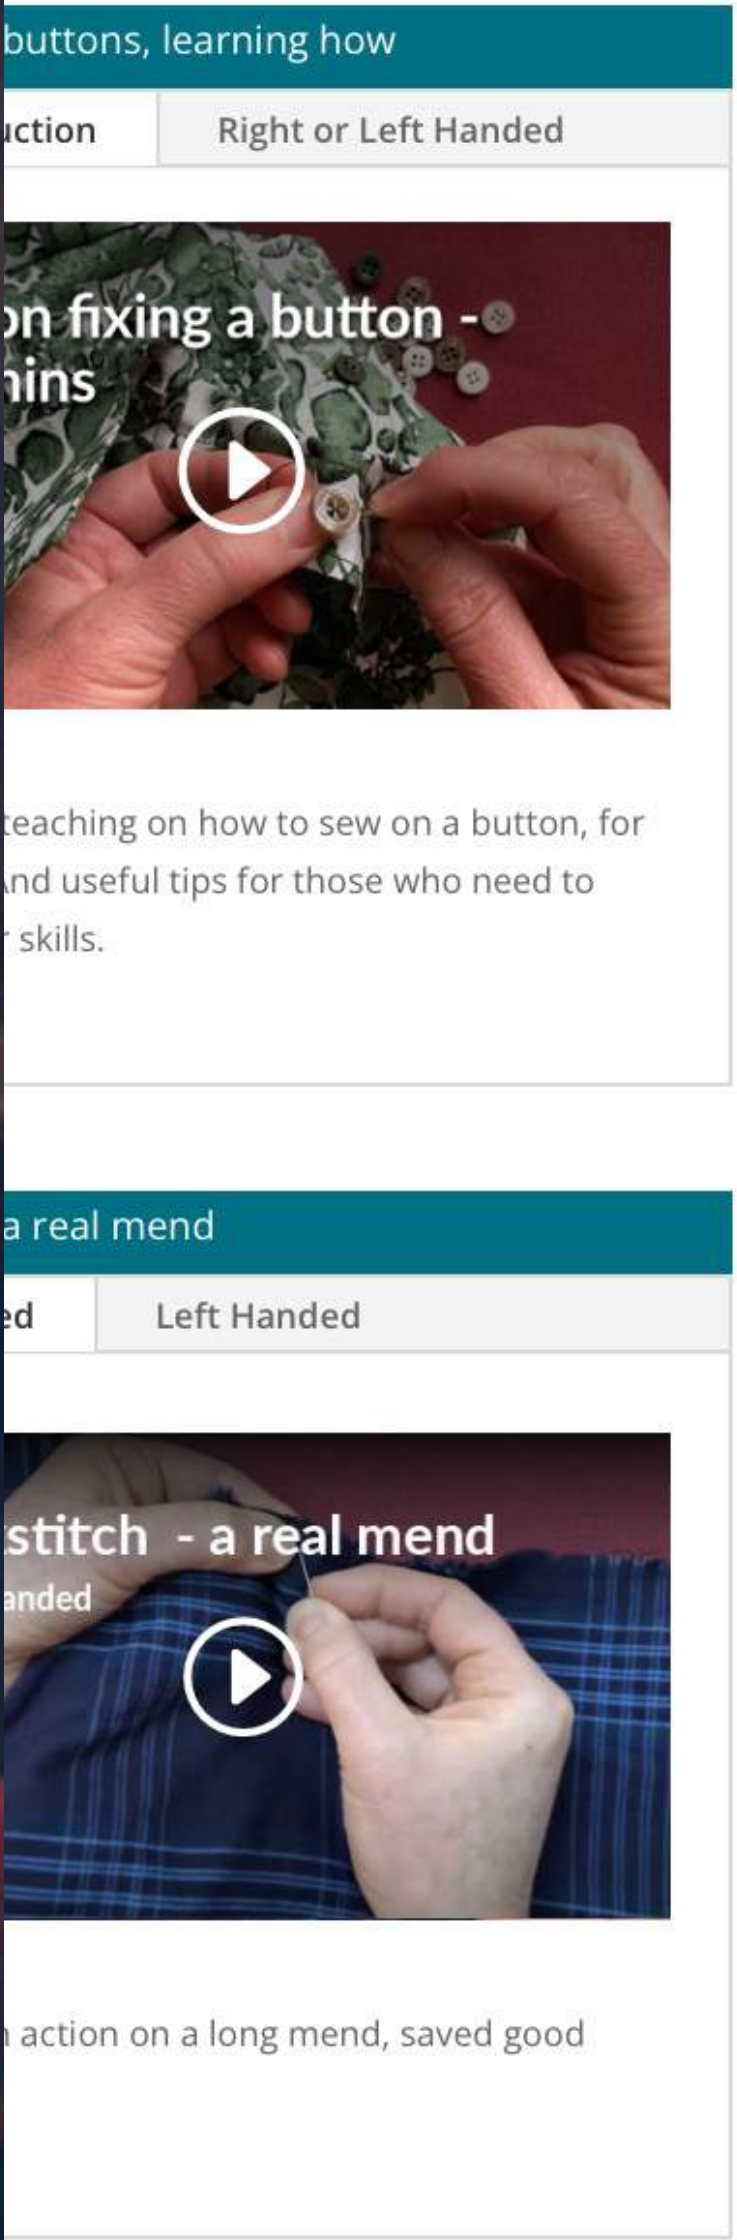 buttons, learning how
uction
Right or Left Handed
on fixing a button -
mins
teaching on how to sew on a button, for
And useful tips for those who need to
skills.
a real mend
ed
Left Handed
stitch - a real mend
anded
action on a long mend, saved good